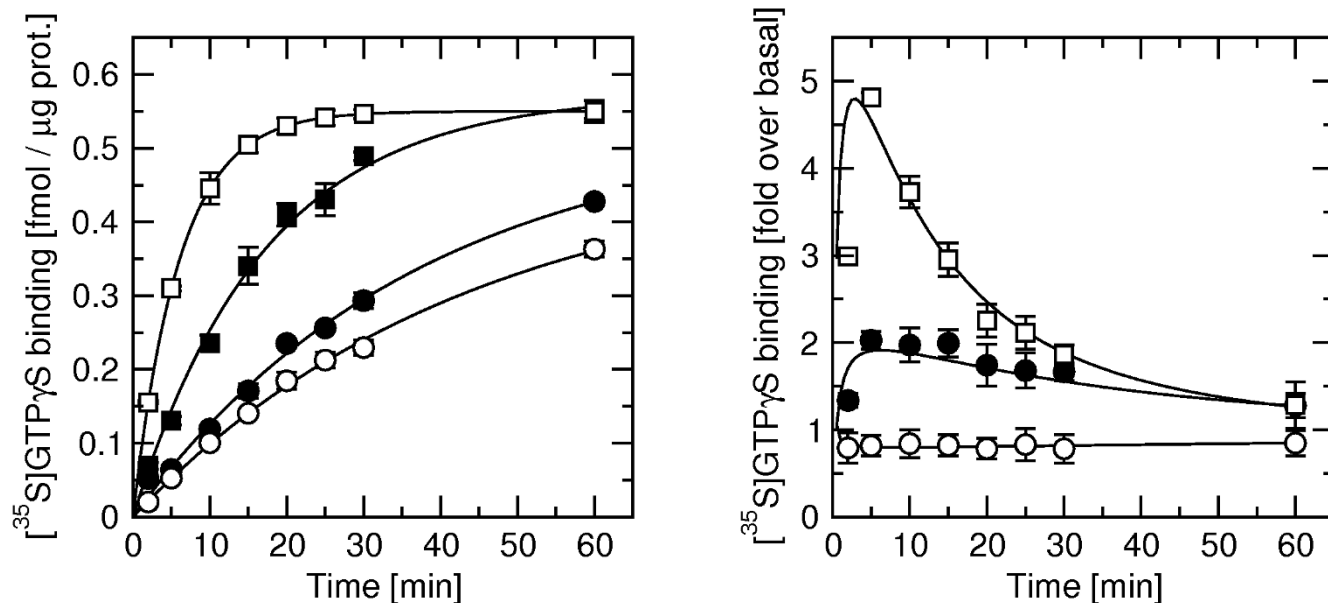 [³⁵S]GTPγS binding [fmol / μg prot.]
0.6
0.5
0.4
0.3
0.2
0.1
0
0 10 20 30 40 50 60
Time [min]
[³⁵S]GTPγS binding [fold over basal]
5
4
3
2
1
0
0 10 20 30 40 50 60
Time [min]